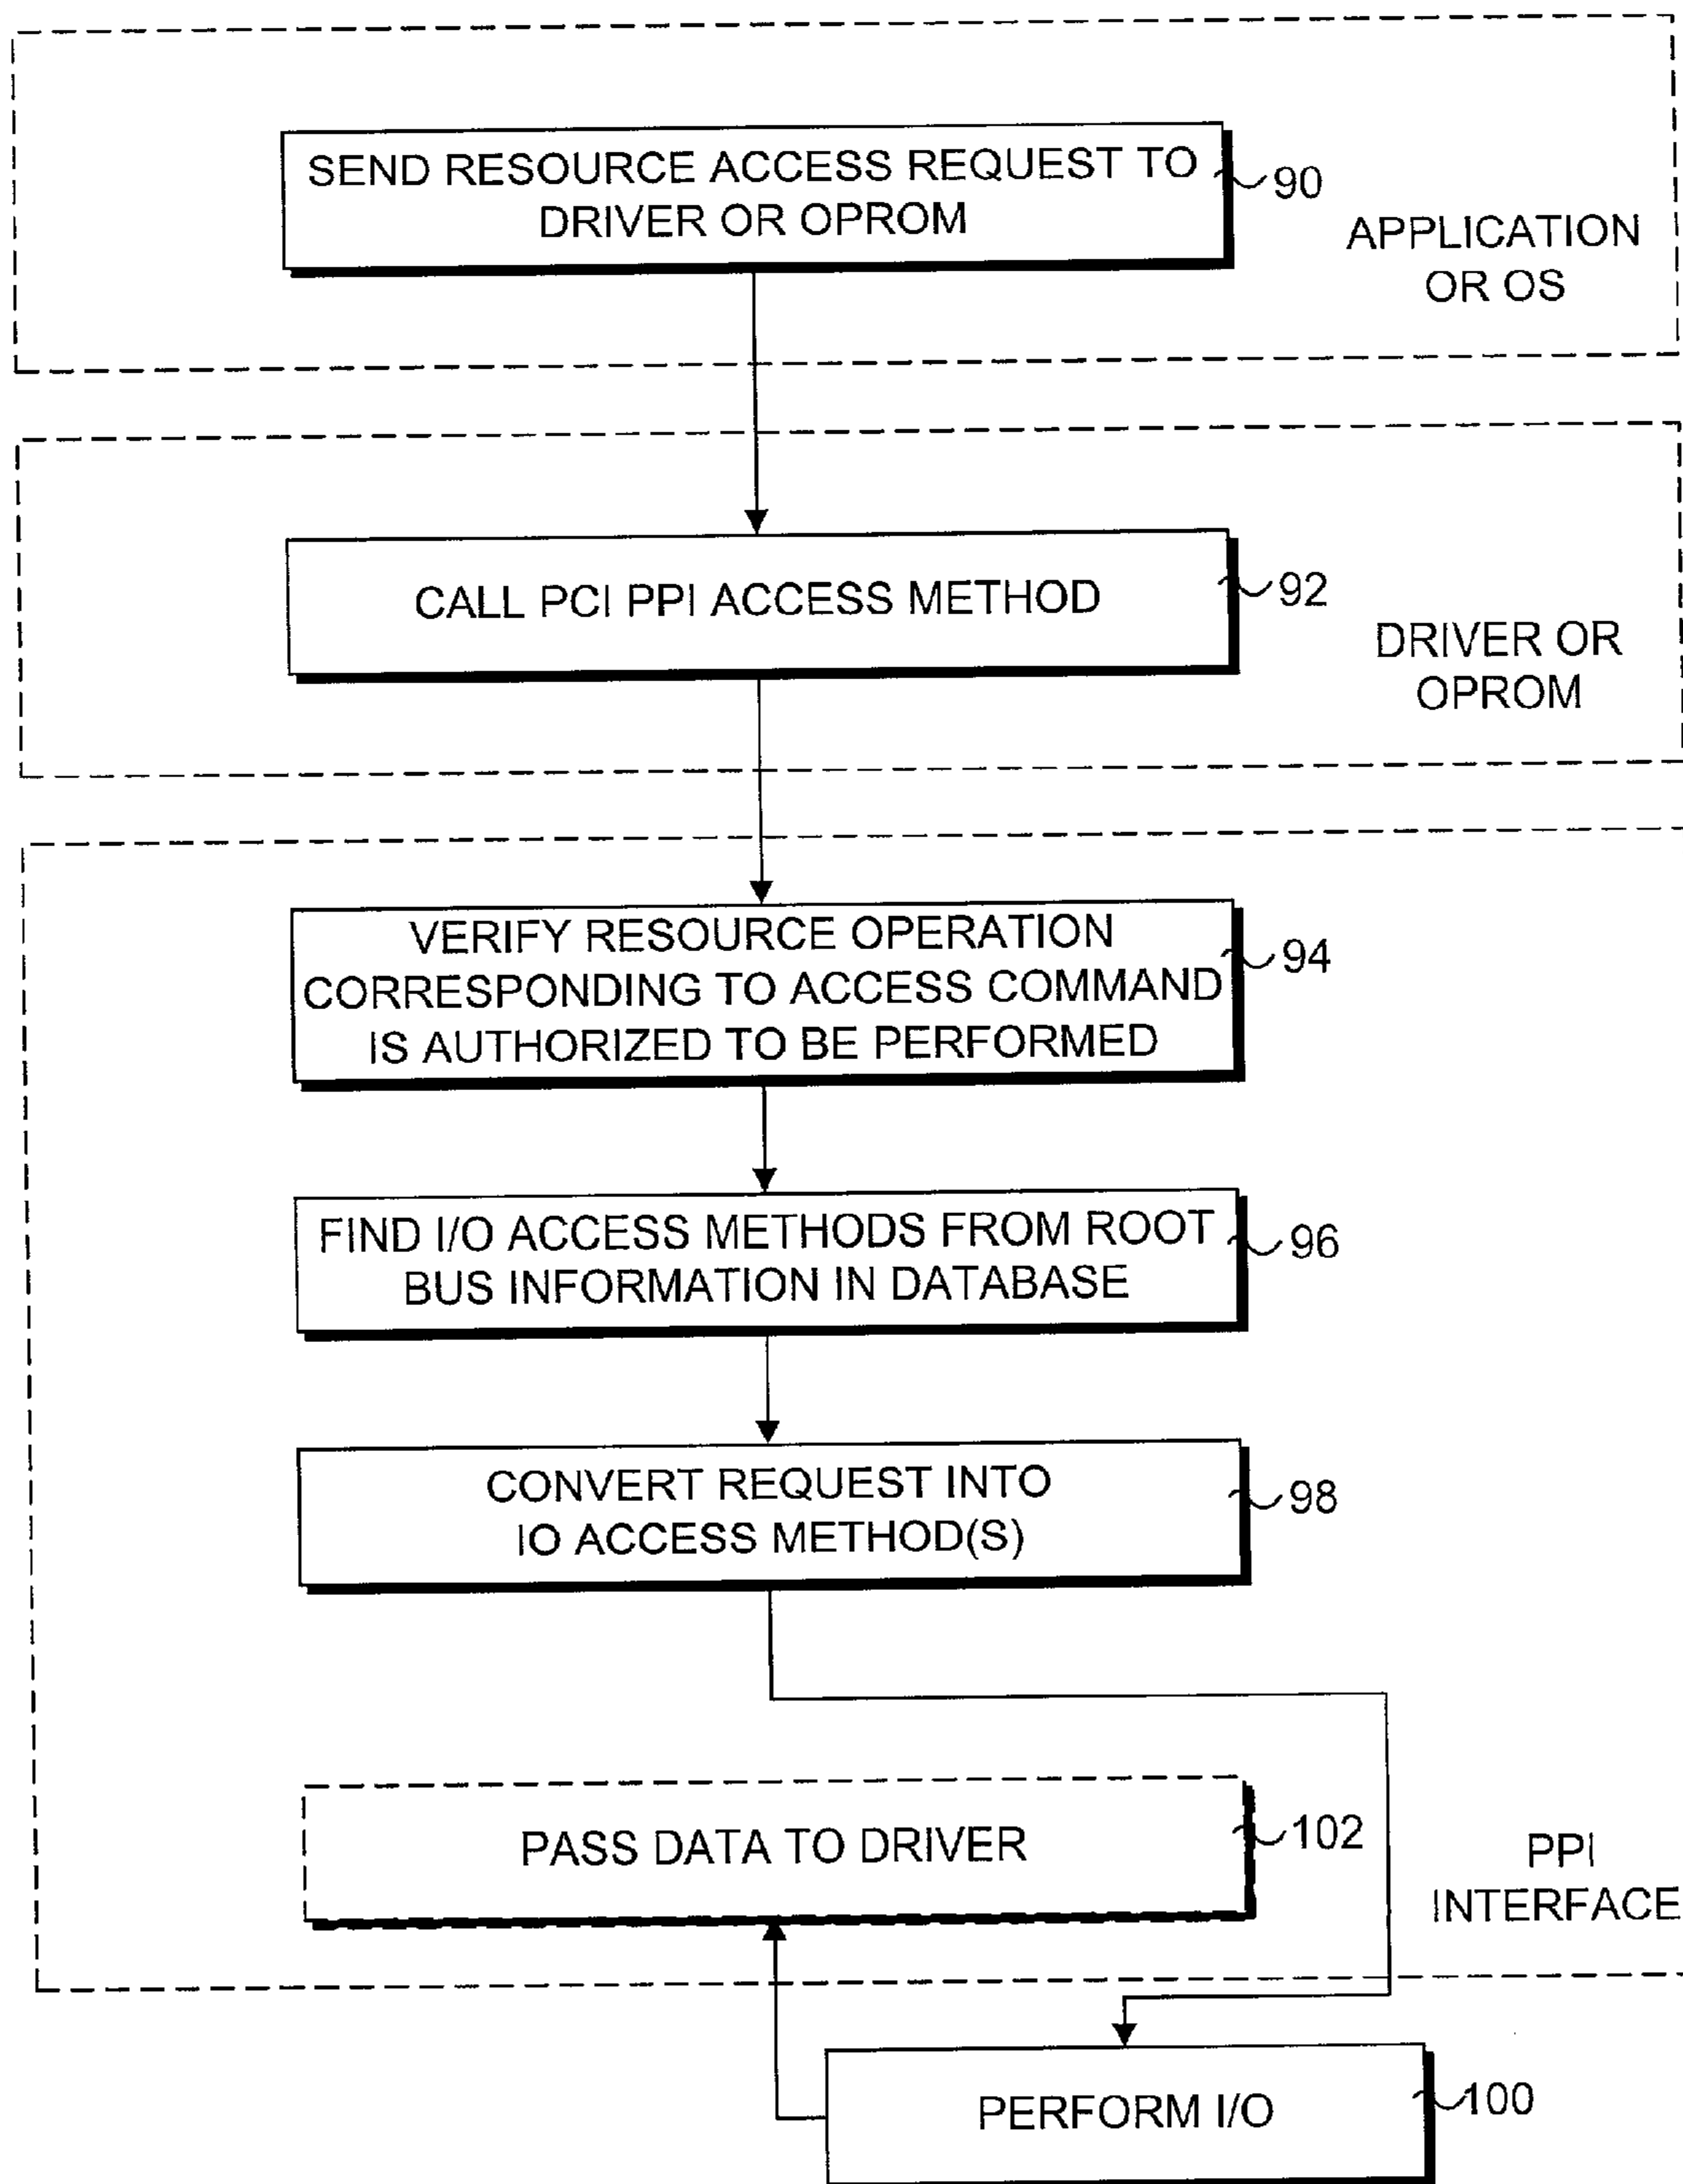 SEND RESOURCE ACCESS REQUEST TO
DRIVER OR OPROM
90
APPLICATION
OR OS
CALL PCI PPI ACCESS METHOD
92
DRIVER OR
OPROM
VERIFY RESOURCE OPERATION
CORRESPONDING TO ACCESS COMMAND
IS AUTHORIZED TO BE PERFORMED
94
FIND I/O ACCESS METHODS FROM ROOT
BUS INFORMATION IN DATABASE
96
CONVERT REQUEST INTO
IO ACCESS METHOD(S)
98
PASS DATA TO DRIVER
102
PPI
INTERFACE
PERFORM I/O
100